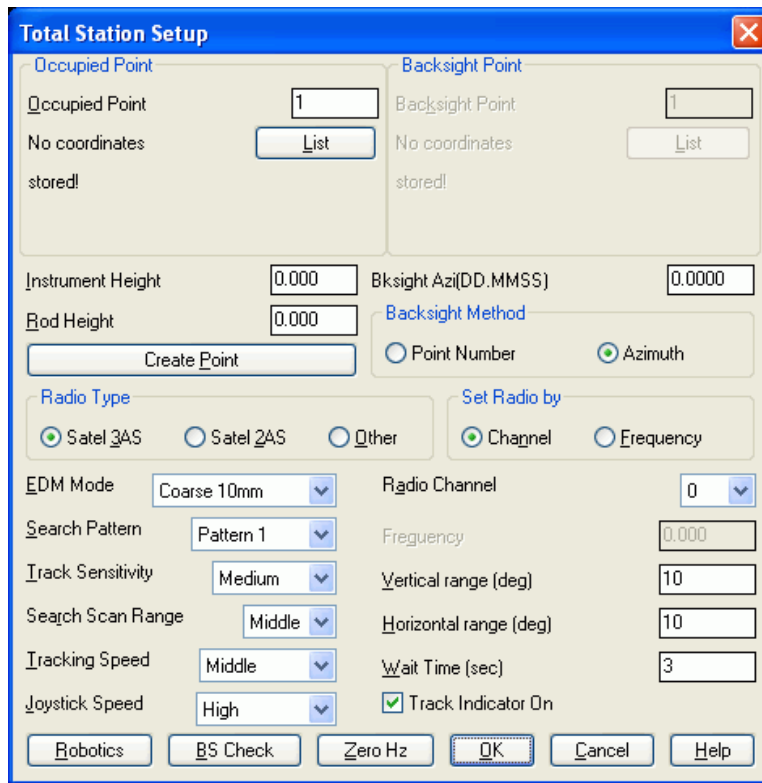 Total Station Setup
Occupied Point
Backsight Point
Occupied Point 1
Backsight Point 1
No coordinates List
No coordinates List
stored!
stored!
Instrument Height 0.000
Bksight Azi(DD.MMSS) 0.0000
Rod Height 0.000
Backsight Method
Create Point
Point Number Azimuth
Radio Type
Set Radio by
Satel 3AS Satel 2AS Other
Channel Frequency
EDM Mode Coarse 10mm
Radio Channel 0
Search Pattern Pattern 1
Freguency 0.000
Track Sensitivity Medium
Vertical range (deg) 10
Search Scan Range Middle
Horizontal range (deg) 10
Tracking Speed Middle
Wait Time (sec) 3
Joystick Speed High
Track Indicator On
Robotics BS Check Zero Hz OK Cancel Help